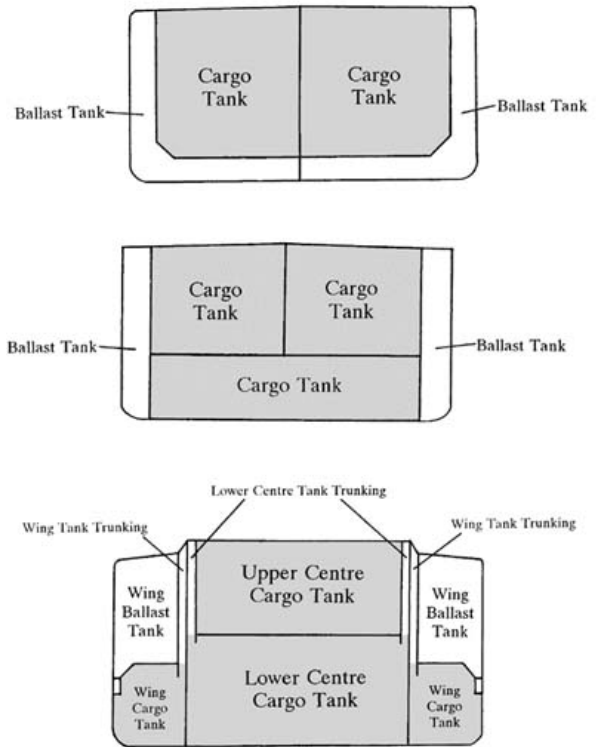 Cargo
Tank
Cargo
Tank
Ballast Tank
Ballast Tank
Cargo
Tank
Cargo
Tank
Ballast Tank
Ballast Tank
Cargo Tank
Lower Centre Tank Trunking
Wing Tank Trunking
Wing Tank Trunking
Upper Centre
Cargo Tank
Wing
Ballast
Tank
Wing
Ballast
Tank
Lower Centre
Cargo Tank
Wing
Cargo
Tank
Wing
Cargo
Tank